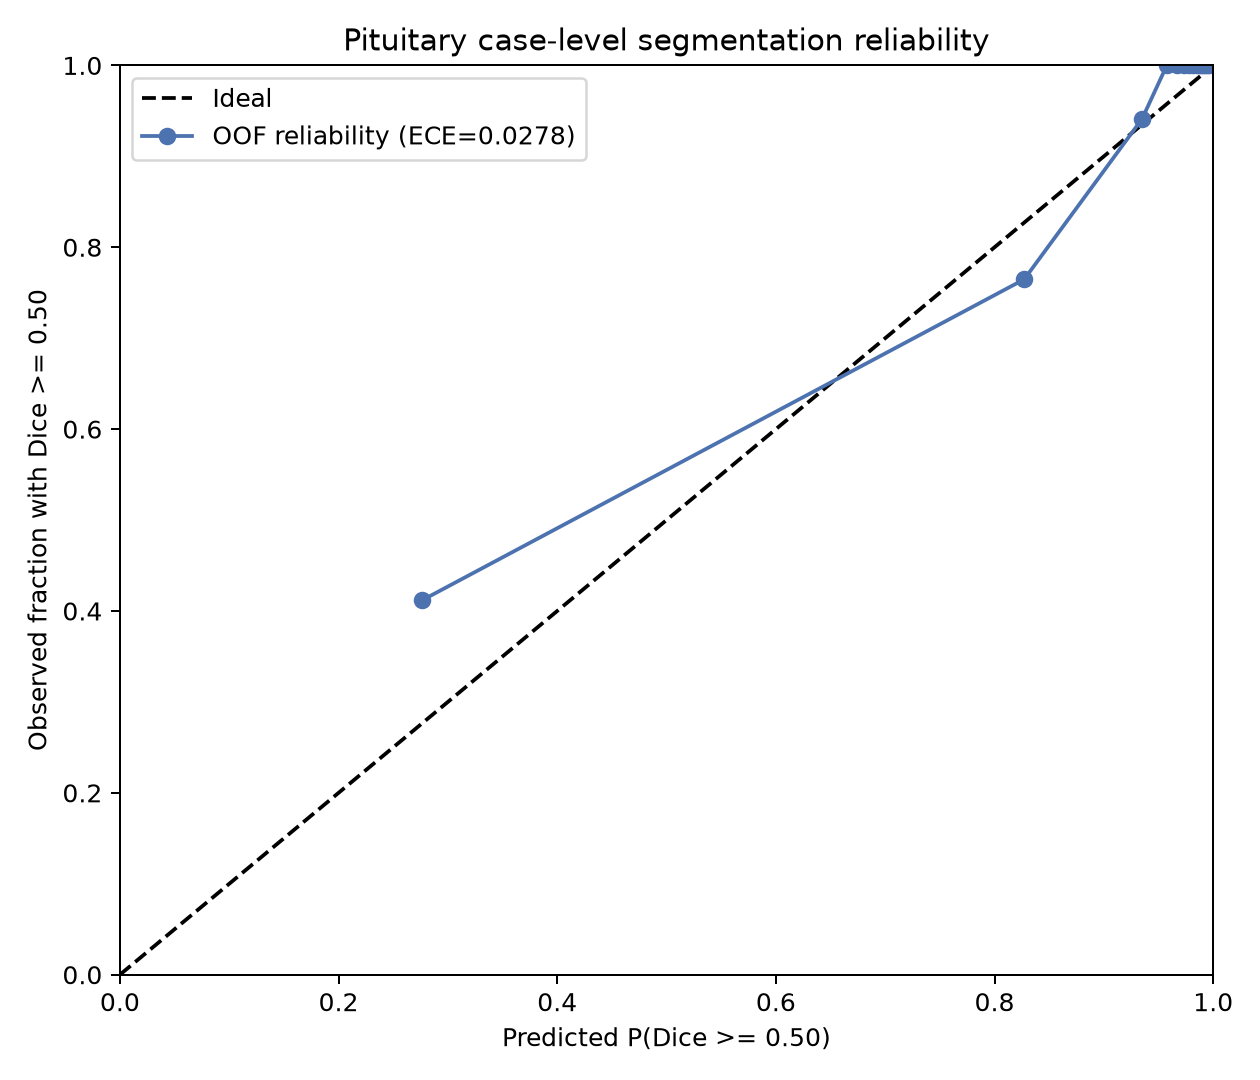 Pituitary case-level segmentation reliability
Ideal
OOF reliability (ECE=0.0278)
Observed fraction with Dice >= 0.50
1.0
0.8
0.6
0.4
0.2
0.0
0.0 0.2 0.4 0.6 0.8 1.0
Predicted P(Dice >= 0.50)